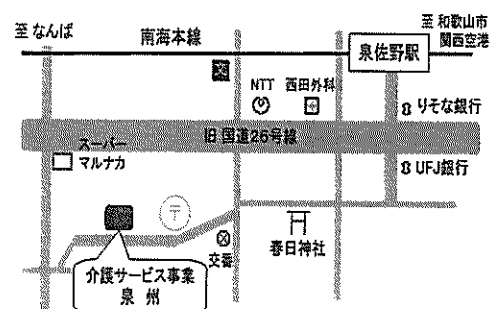 至 なんば
南海本線
至 和歌山市
関西空港
泉佐野駅
文
NTT
西田外科
りそな銀行
旧 国道26号線
スーパー
マルナカ
UFJ銀行
〒
交番
春日神社
介護サービス事業
泉 州